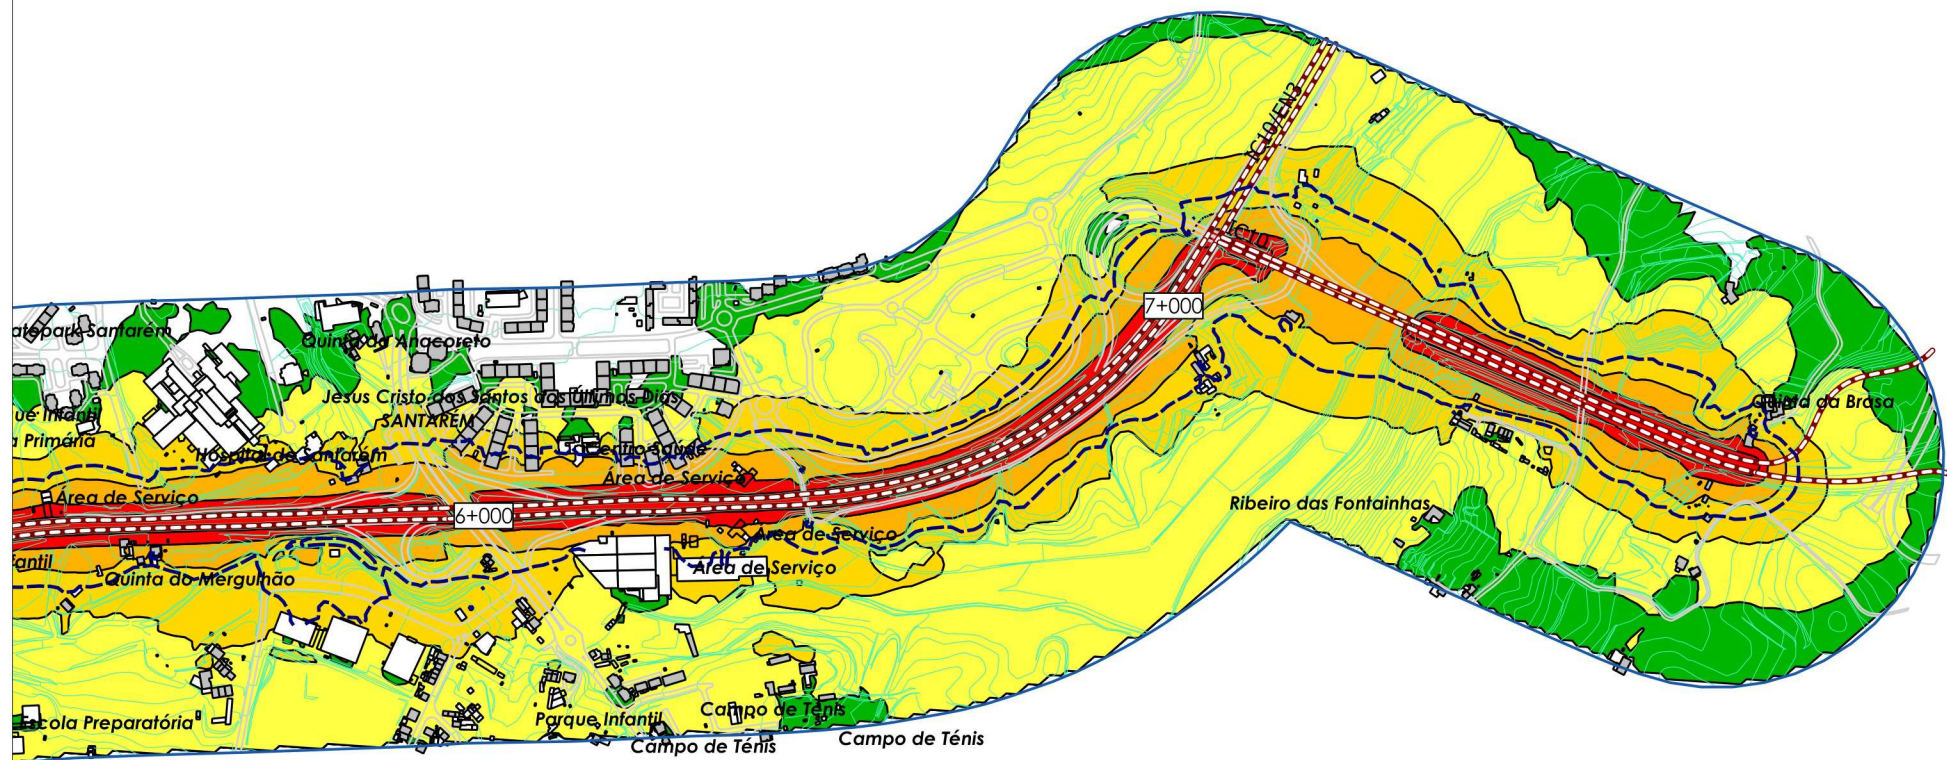 IC10/EN3
IC10
7+000
atepark Santarém
Quinta do Anacoreto
Jesus Cristo dos Santos dos Últimos Dias
Quinta da Brasa
ue Infantil
SANTARÉM
a Primária
Centro Saúde
Hospital de Santarém
Área de Serviço
Área de Serviço
Ribeiro das Fontainhas
6+000
Área de Serviço
fantil
Área de Serviço
Quinta do Mergulhão
Campo de Ténis
Escola Preparatória
Parque Infantil
Campo de Ténis
Campo de Ténis